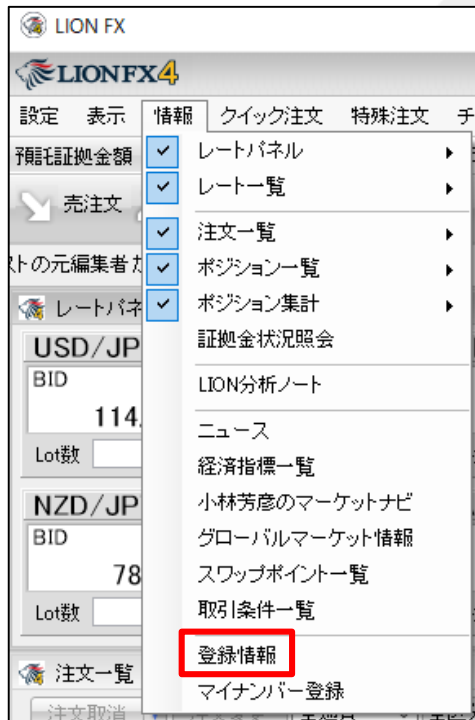 LION FX
LION FX4
設定 表示 情報 クイック注文 特殊注文 チ
預託証拠金額
レートパネル
レート一覧
売注文
注文一覧
ストの元編集者た
ポジション一覧
レートパネ
ポジション集計
USD/JP
証拠金状況照会
BID
LION分析ノート
114.
ニュース
Lot数
経済指標一覧
NZD/JP
小林芳彦のマーケットナビ
BID
グローバルマーケット情報
78
スワップポイント一覧
Lot数
取引条件一覧
登録情報
注文一覧
マイナンバー登録
注文取消